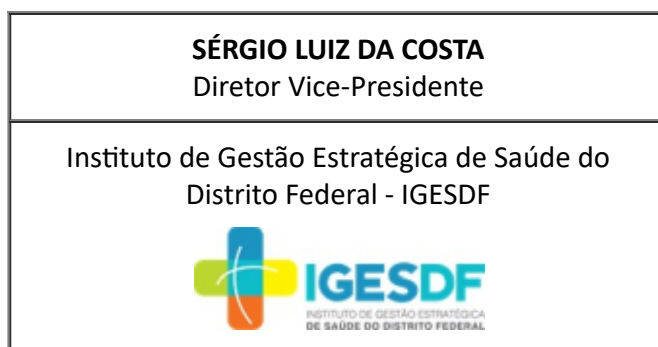 SÉRGIO LUIZ DA COSTA
Diretor Vice-Presidente
Instituto de Gestão Estratégica de Saúde do
Distrito Federal - IGESDF
IGESDF
INSTITUTO DE GESTÃO ESTRATÉGICA
DE SAÚDE DO DISTRITO FEDERAL